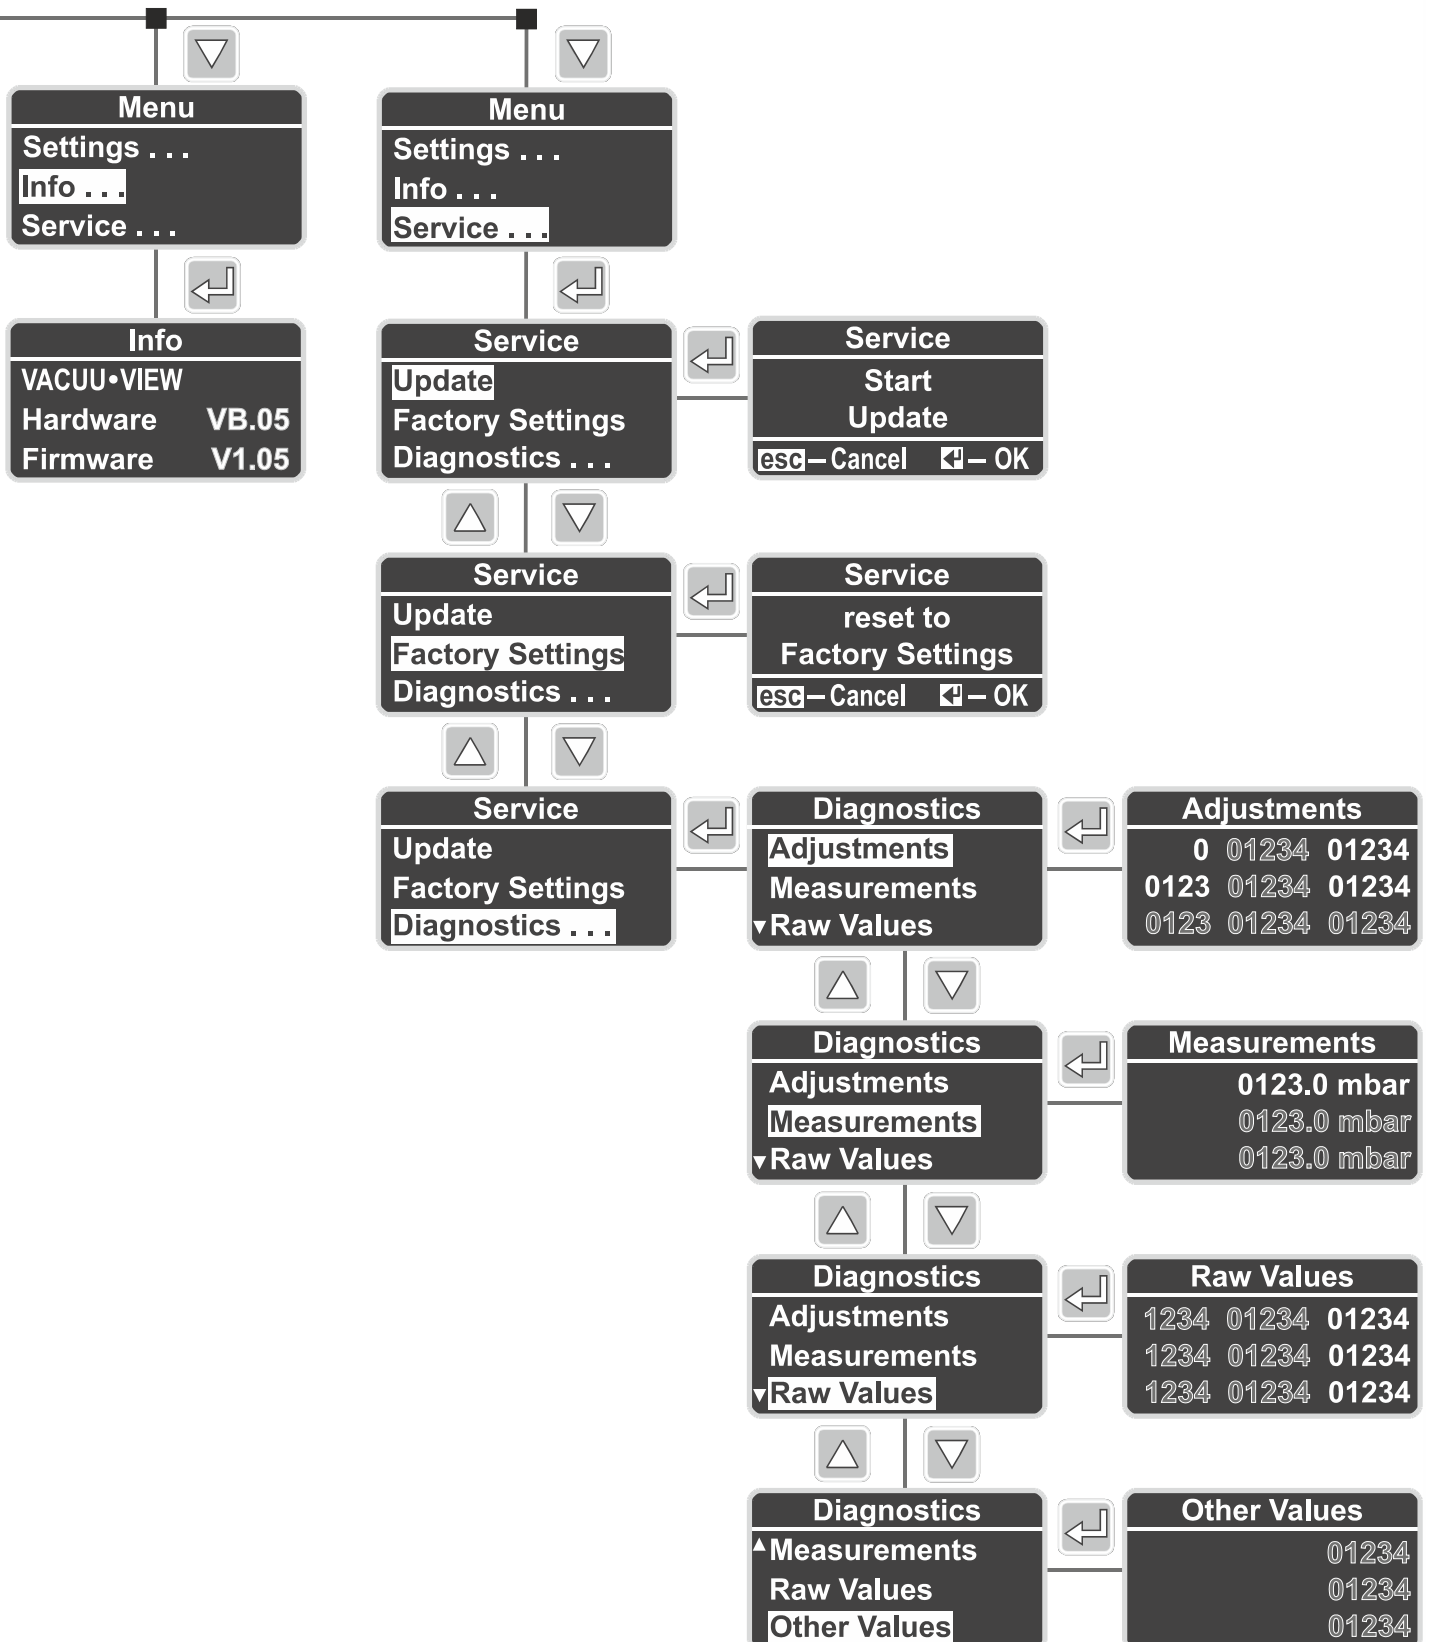 Menu
Settings . . .
Info . . .
Service . . .
Menu
Settings . . .
Info . . .
Service . . .
Info
VACUU•VIEW
Hardware VB.05
Firmware V1.05
Service
Update
Factory Settings
Diagnostics . . .
Service
Start
Update
esc – Cancel – OK
Service
Update
Factory Settings
Diagnostics . . .
Service
reset to
Factory Settings
esc – Cancel – OK
Service
Update
Factory Settings
Diagnostics . . .
Diagnostics
Adjustments
Measurements
▾Raw Values
Adjustments
0 01234 01234
0123 01234 01234
0123 01234 01234
Diagnostics
Adjustments
Measurements
▾Raw Values
Measurements
0123.0 mbar
0123.0 mbar
0123.0 mbar
Diagnostics
Adjustments
Measurements
▾Raw Values
Raw Values
1234 01234 01234
1234 01234 01234
1234 01234 01234
Diagnostics
▴Measurements
Raw Values
Other Values
Other Values
01234
01234
01234